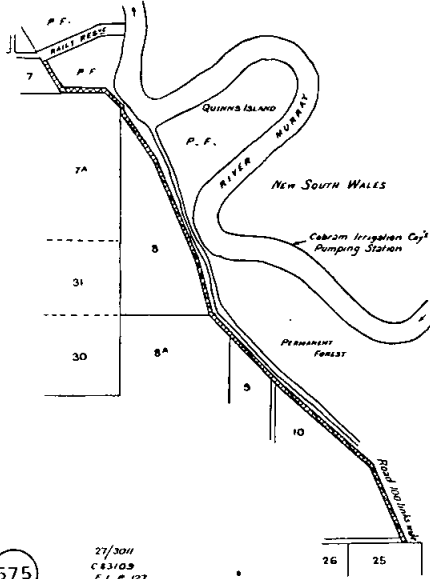 P. F.
RAILY RESVE
7
P F
QUINNS ISLAND
P. F.
RIVER MURRAY
NEW SOUTH WALES
7A
Cobram Irrigation Coy's
Pumping Station
8
31
PERMANENT
FOREST
30
8A
9
10
Road 100 links wide
27/3011
C83109
26
25
575